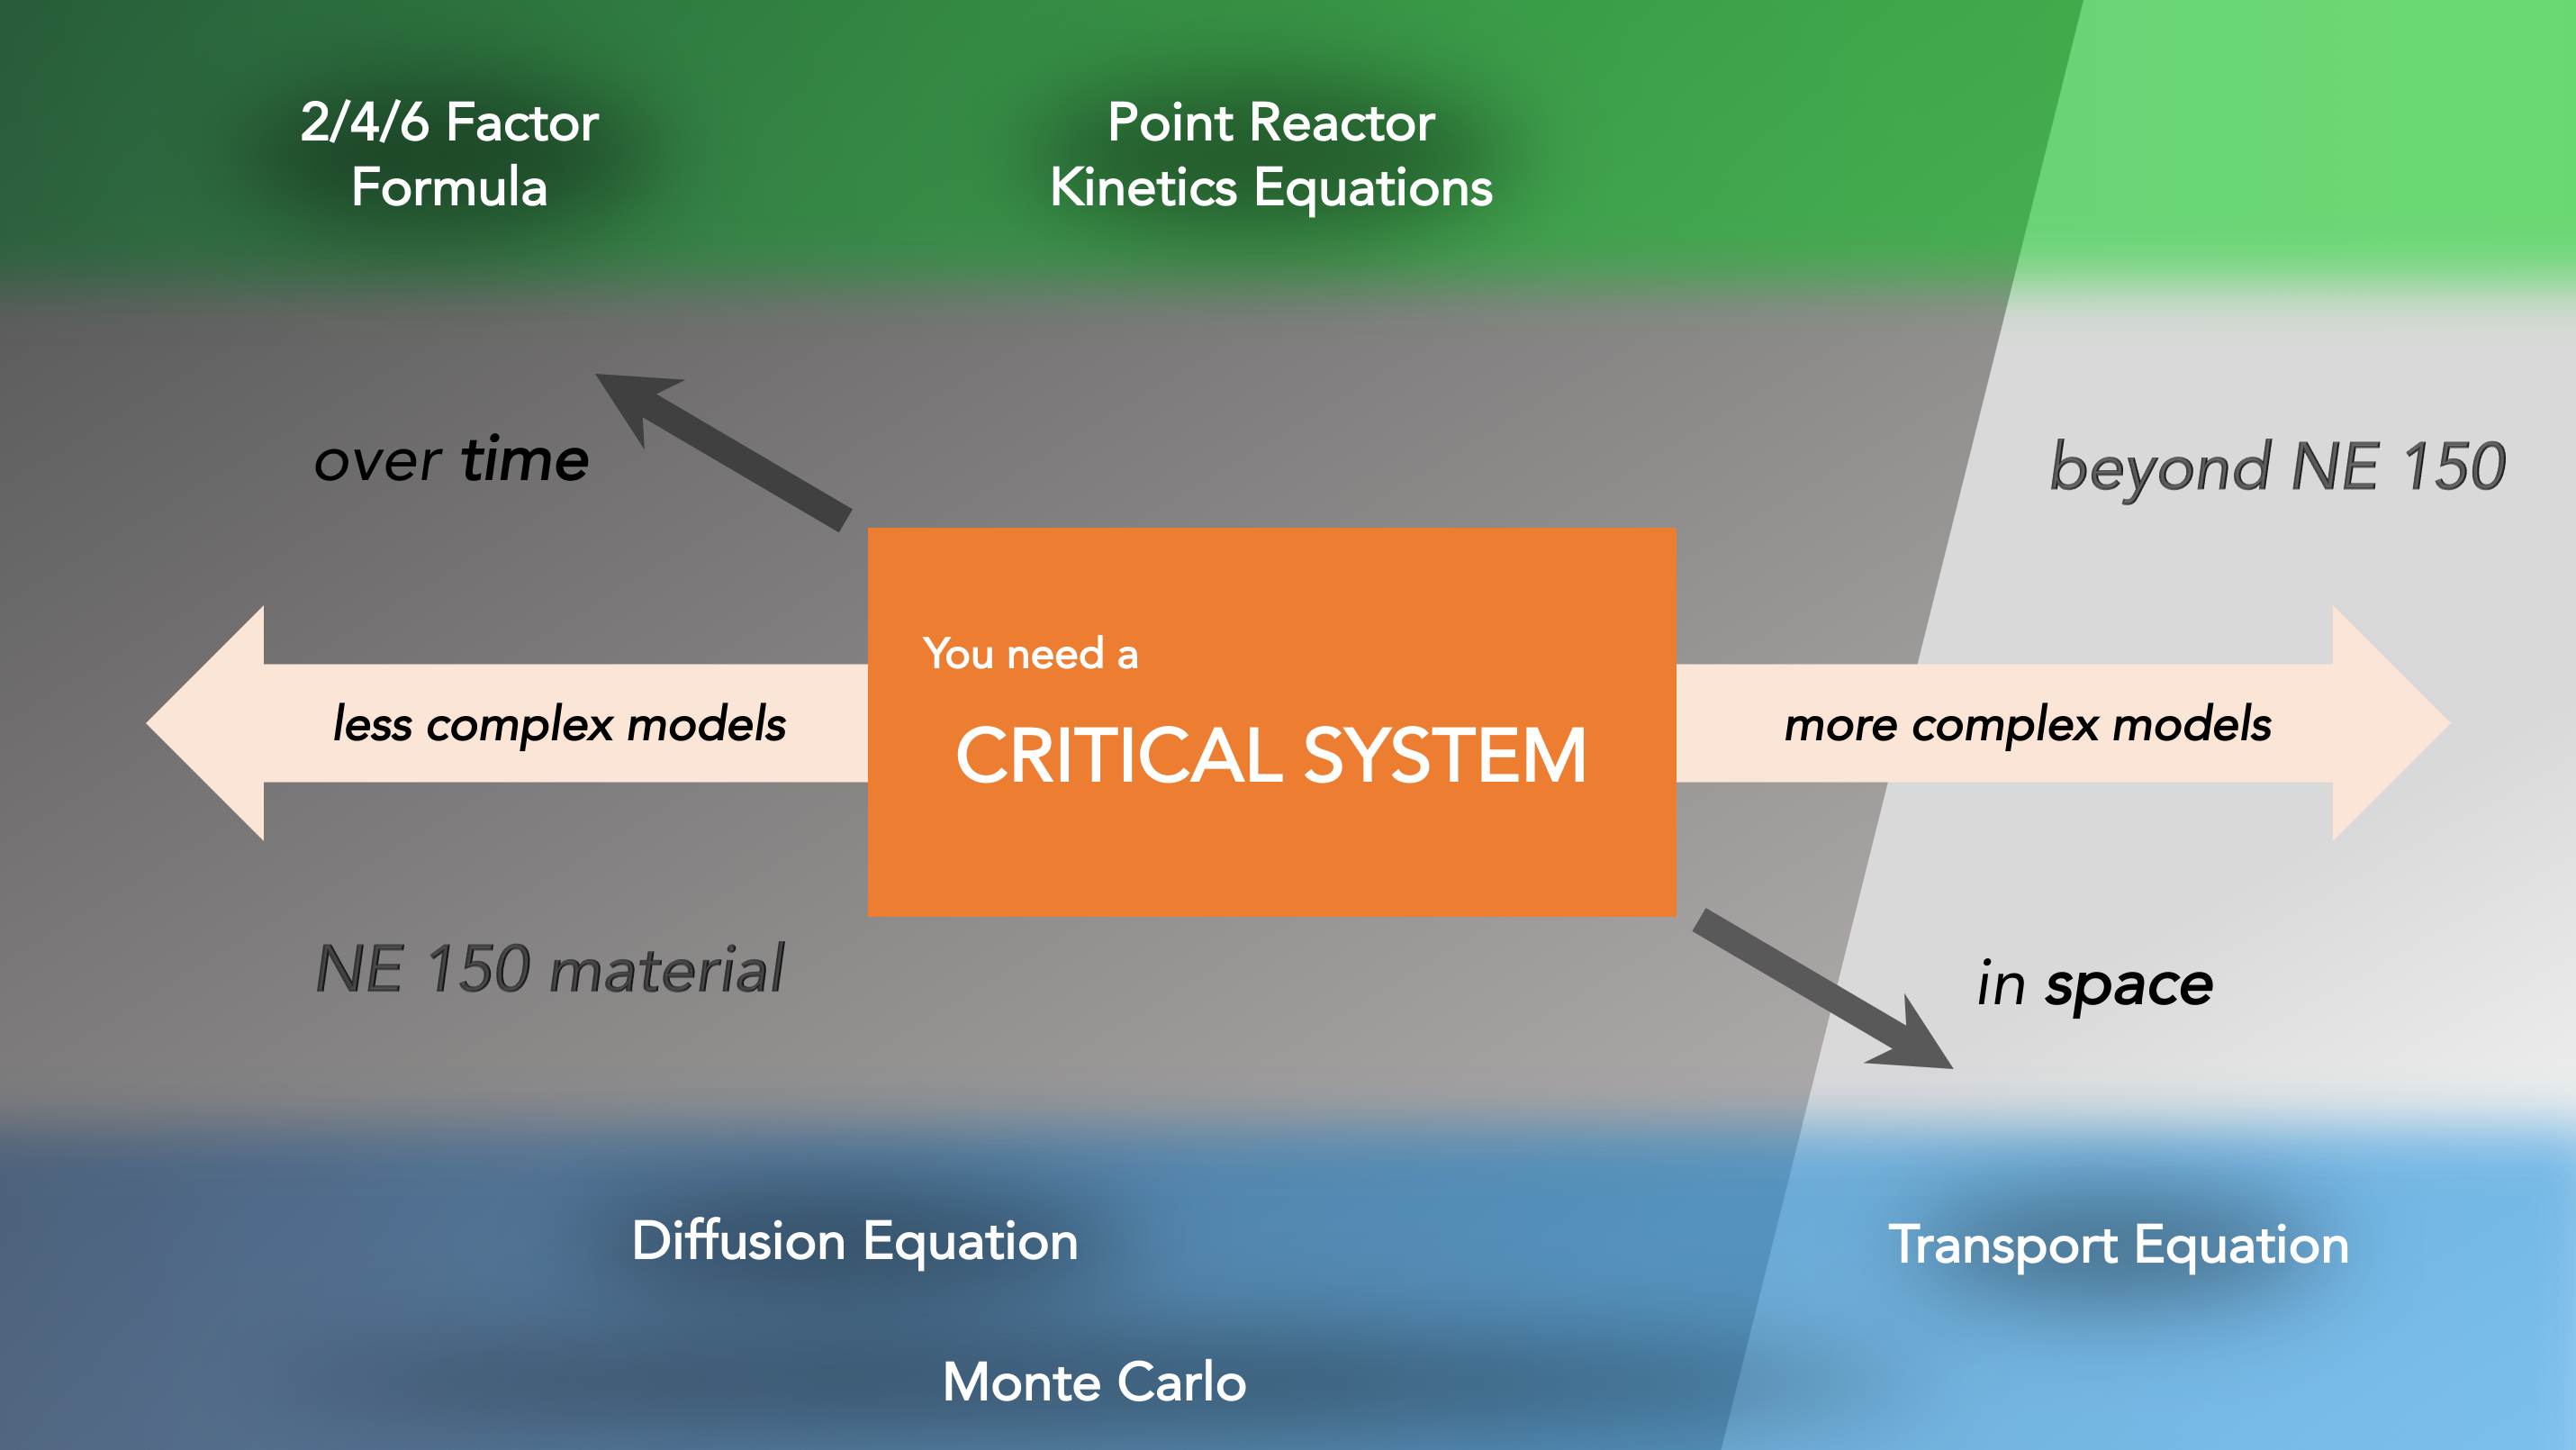 2/4/6 Factor
Formula
Point Reactor
Kinetics Equations
over time
beyond NE 150
You need a
CRITICAL SYSTEM
less complex models
more complex models
NE 150 material
in space
Diffusion Equation
Transport Equation
Monte Carlo